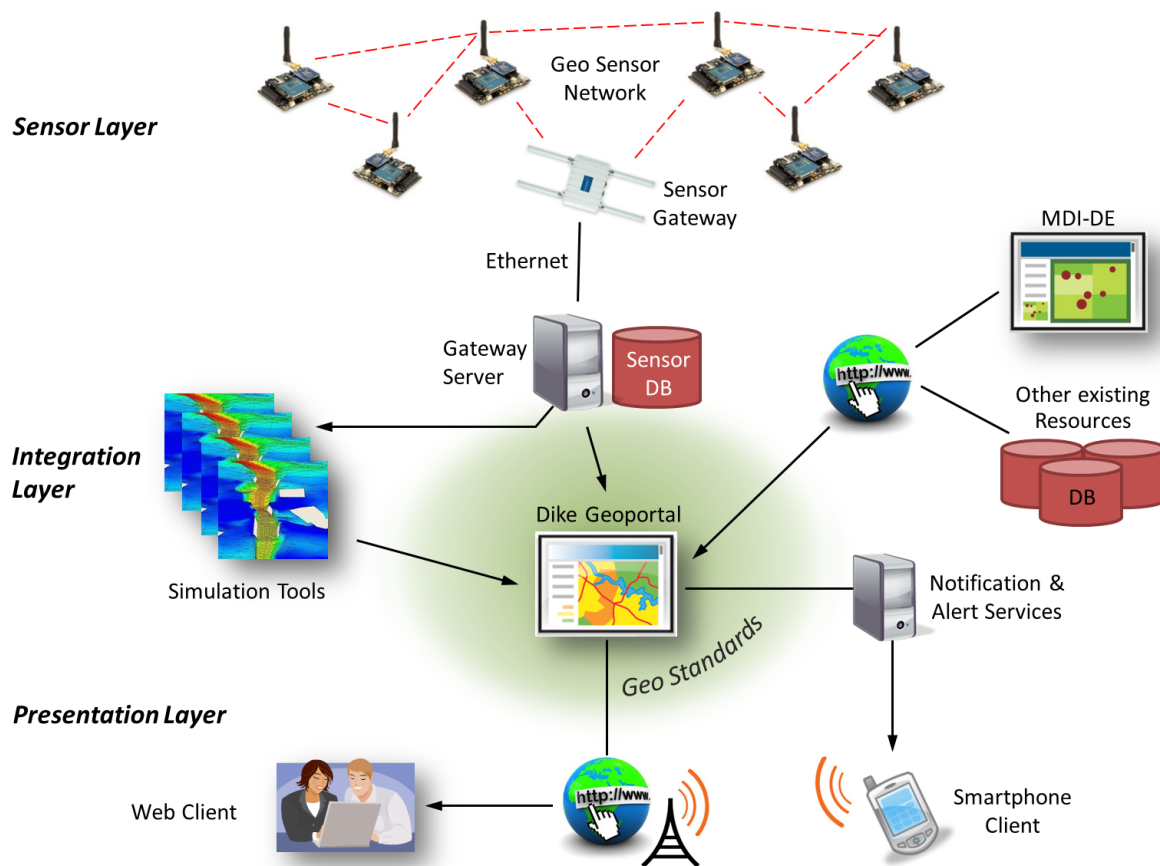 Geo Sensor
Network
Sensor Layer
Sensor
Gateway
MDI-DE
Ethernet
Gateway
Server
Sensor
DB
http://www.
Other existing
Resources
DB
Integration
Layer
Dike Geoportal
Simulation Tools
Notification &
Alert Services
Geo Standards
Presentation Layer
Web Client
http://www.
Smartphone
Client